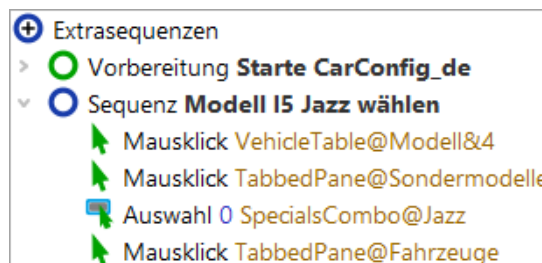 Extrasequenzen
Vorbereitung Starte CarConfig_de
Sequenz Modell I5 Jazz wählen
Mausklick VehicleTable@Modell&4
Mausklick TabbedPane@Sondermodelle
Auswahl 0 SpecialsCombo@Jazz
Mausklick TabbedPane@Fahrzeuge